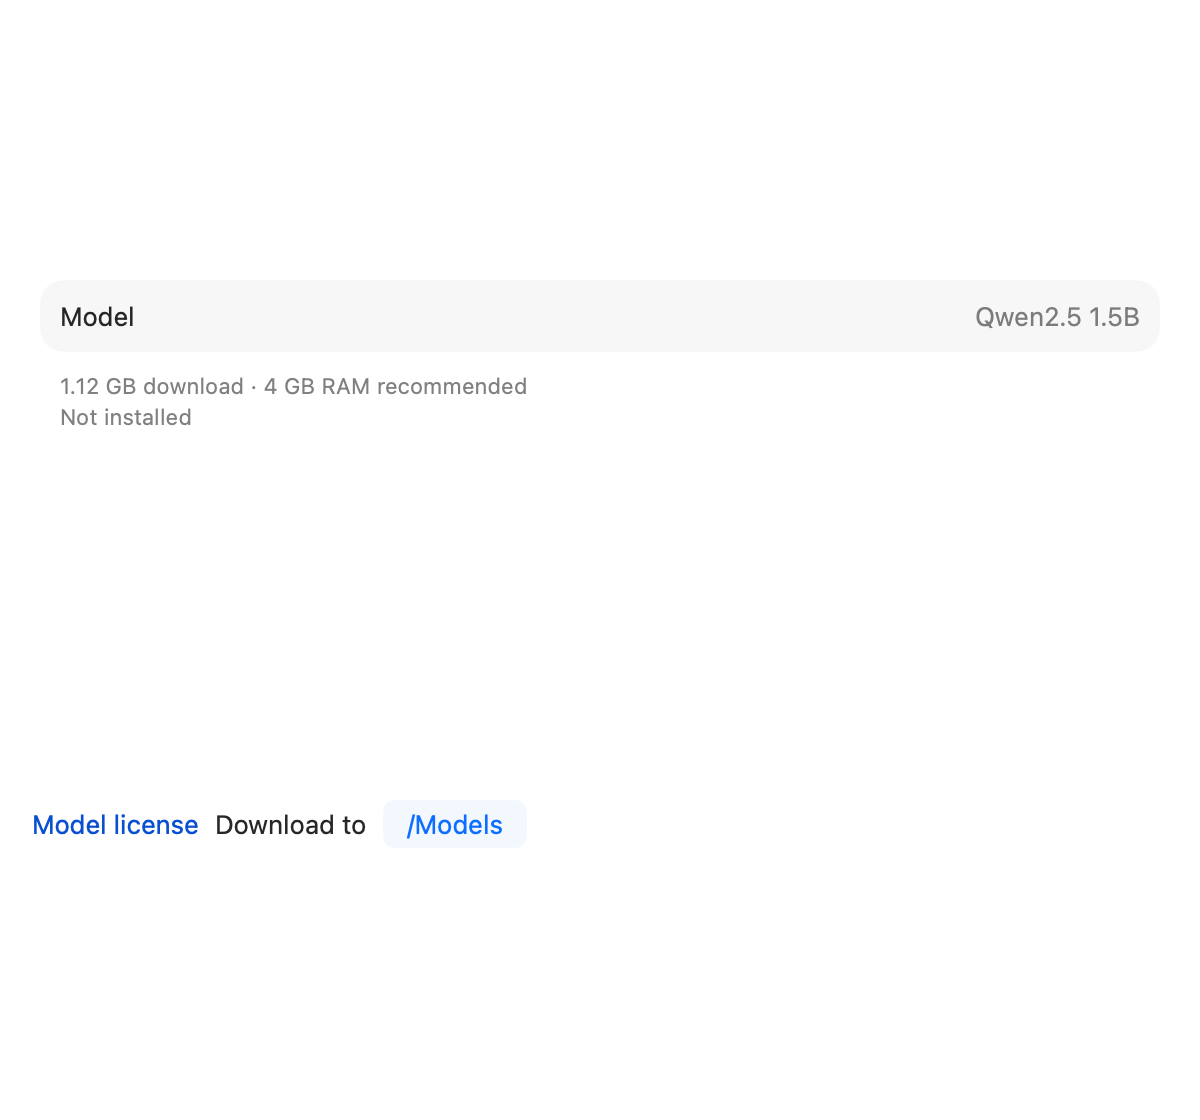 Model Qwen2.5 1.5B
1.12 GB download · 4 GB RAM recommended
Not installed
Model license Download to /Models